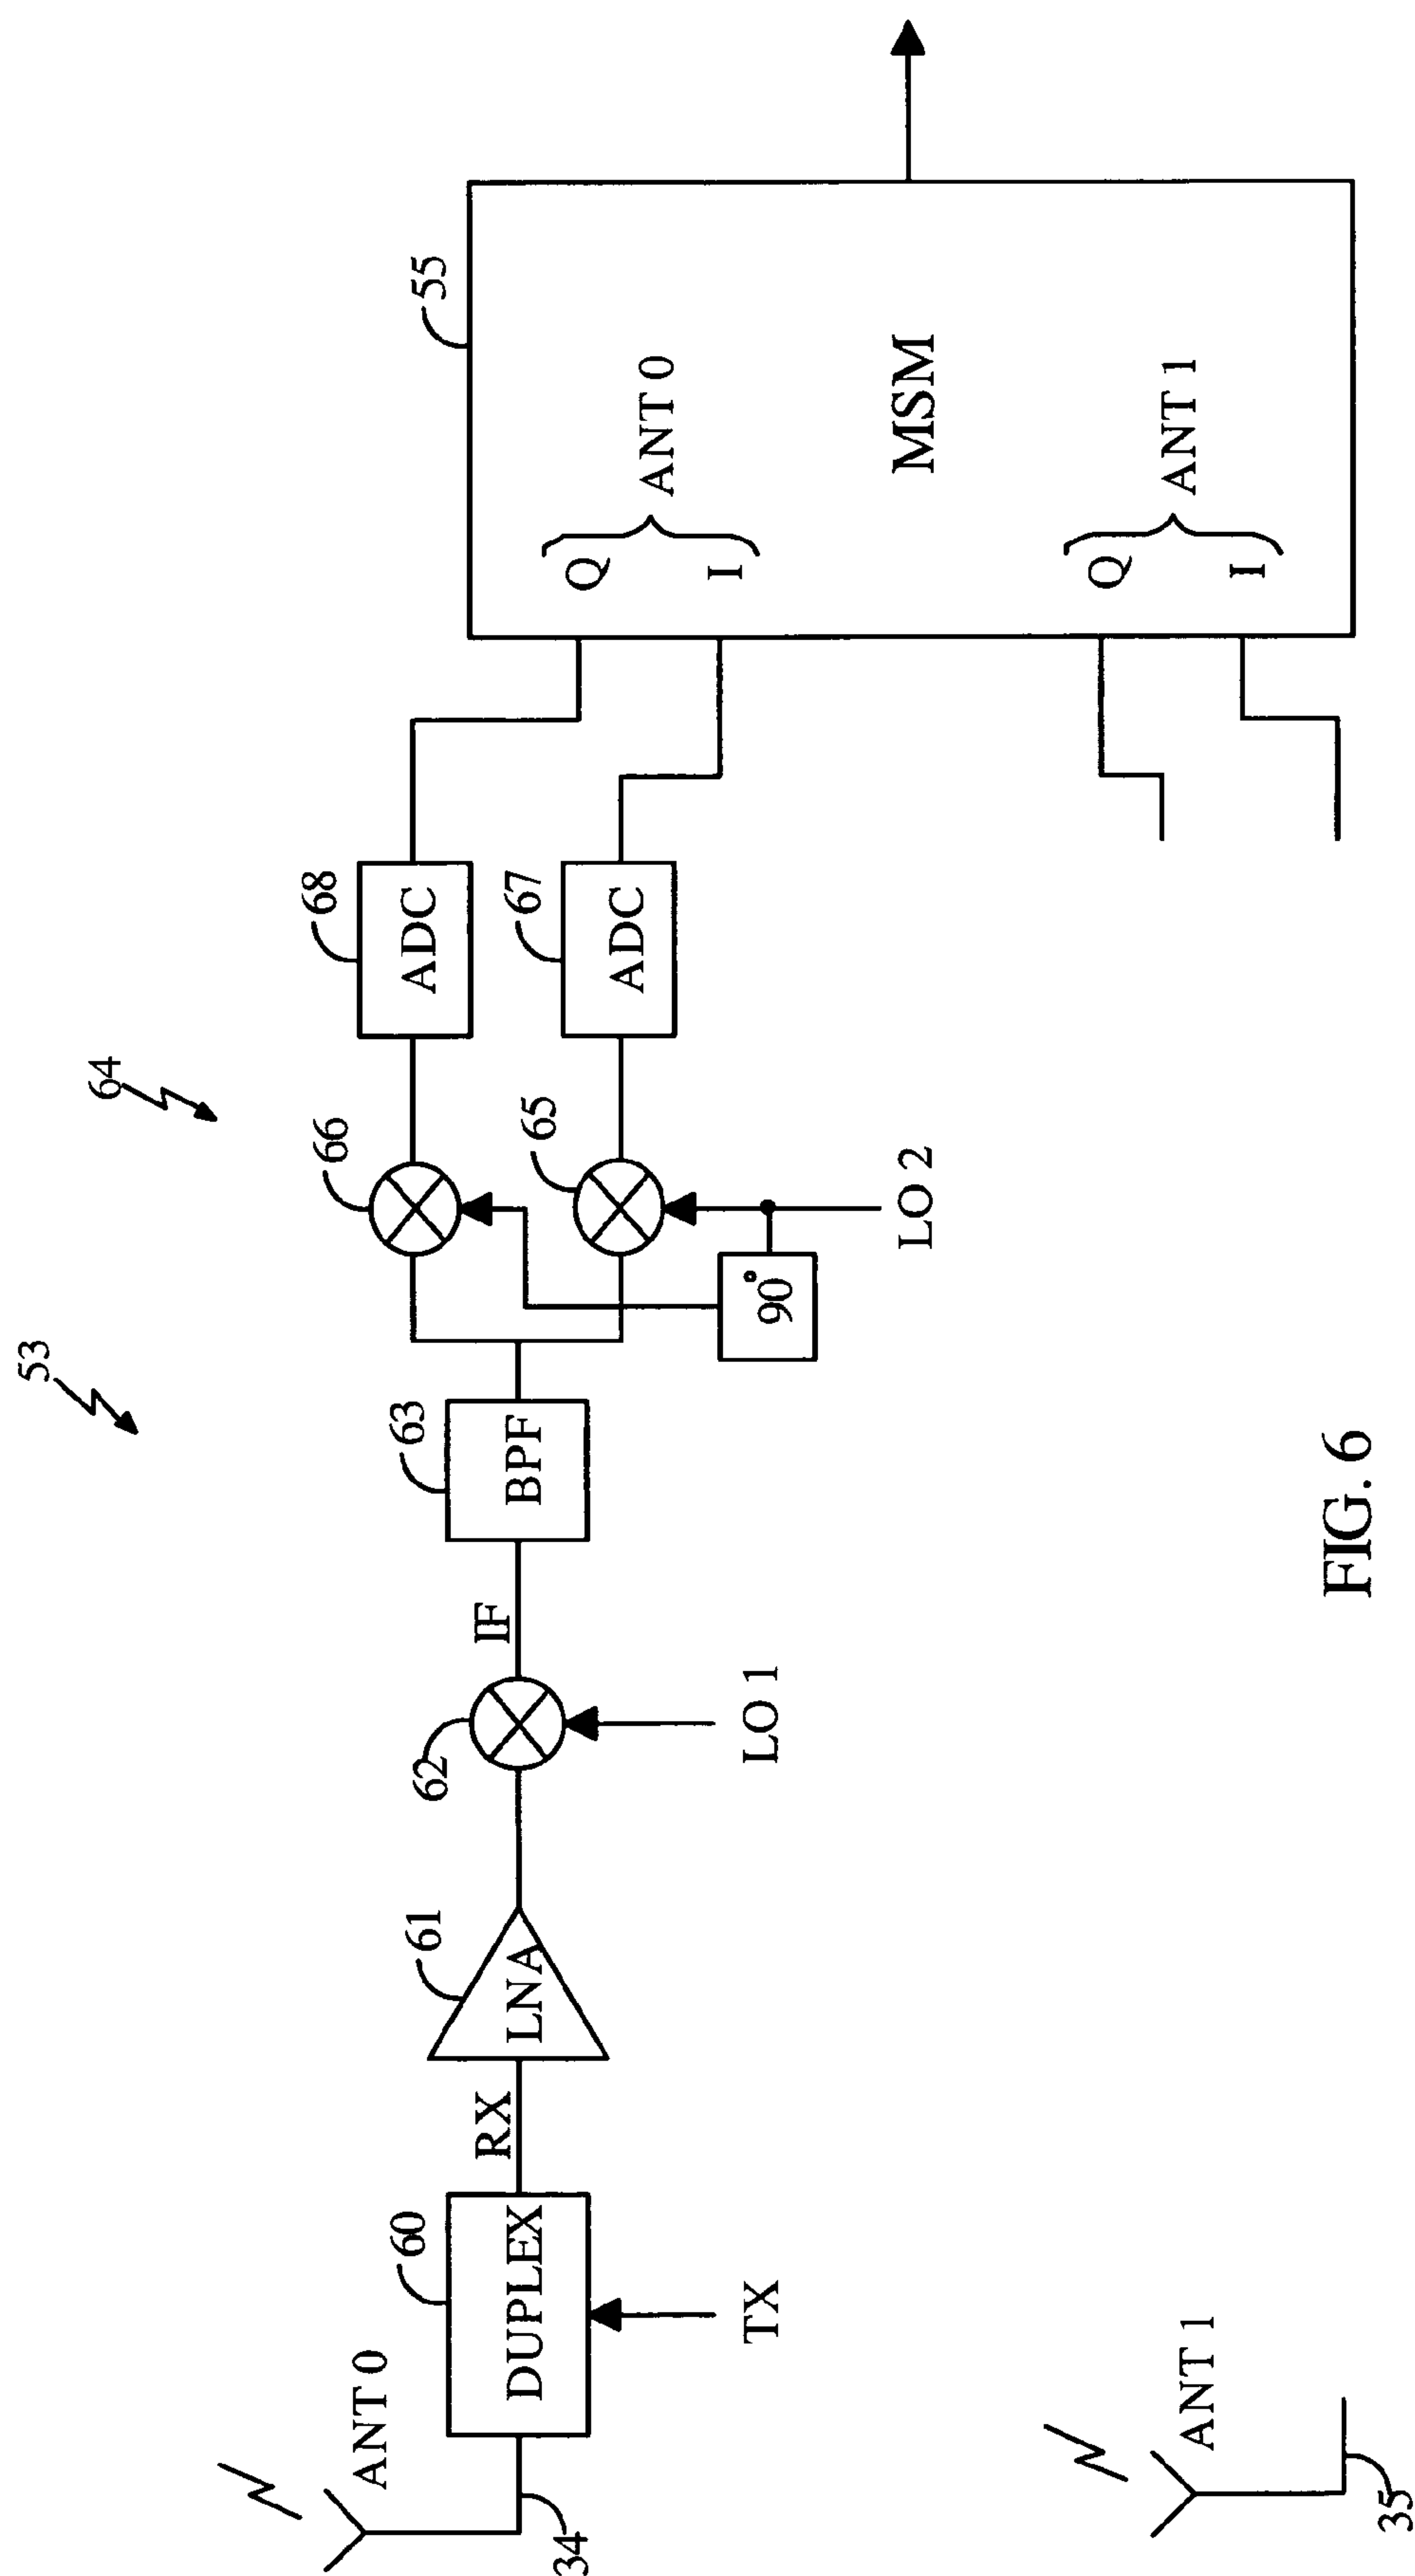 53
64
ANT 0
34
60
DUPLEX
TX
RX
61
LNA
62
LO 1
IF
63
BPF
66
65
90°
LO 2
68
ADC
67
ADC
55
Q
I
ANT 0
MSM
Q
I
ANT 1
ANT 1
35
FIG. 6